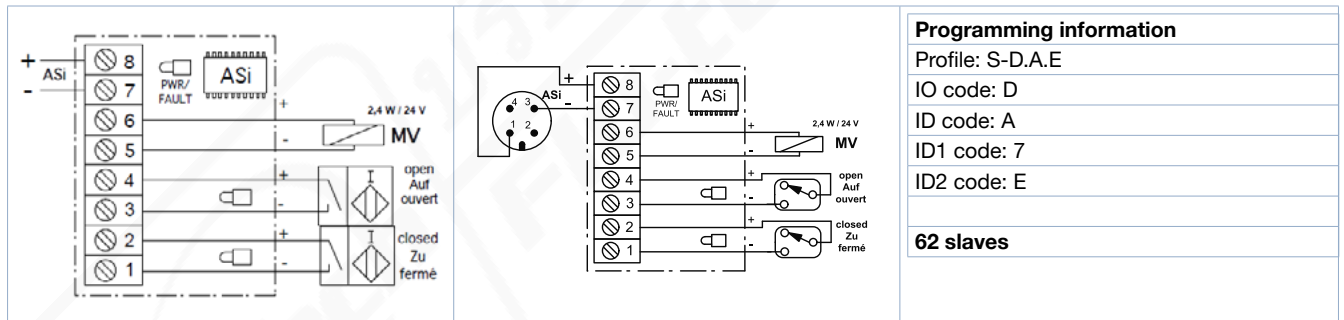 +
ASi
-
8
7
6
5
4
3
2
1
PWR/
FAULT
ASi
+
-
2,4 W / 24 V
MV
+
-
I
open
Auf
ouvert
+
-
I
closed
Zu
fermé
4 3
1 2
+
ASi
-
8
7
6
5
4
3
2
1
PWR/
FAULT
ASi
+
-
2,4 W / 24 V
MV
+
-
open
Auf
ouvert
+
-
closed
Zu
fermé
Programming information
Profile: S-D.A.E
IO code: D
ID code: A
ID1 code: 7
ID2 code: E
62 slaves